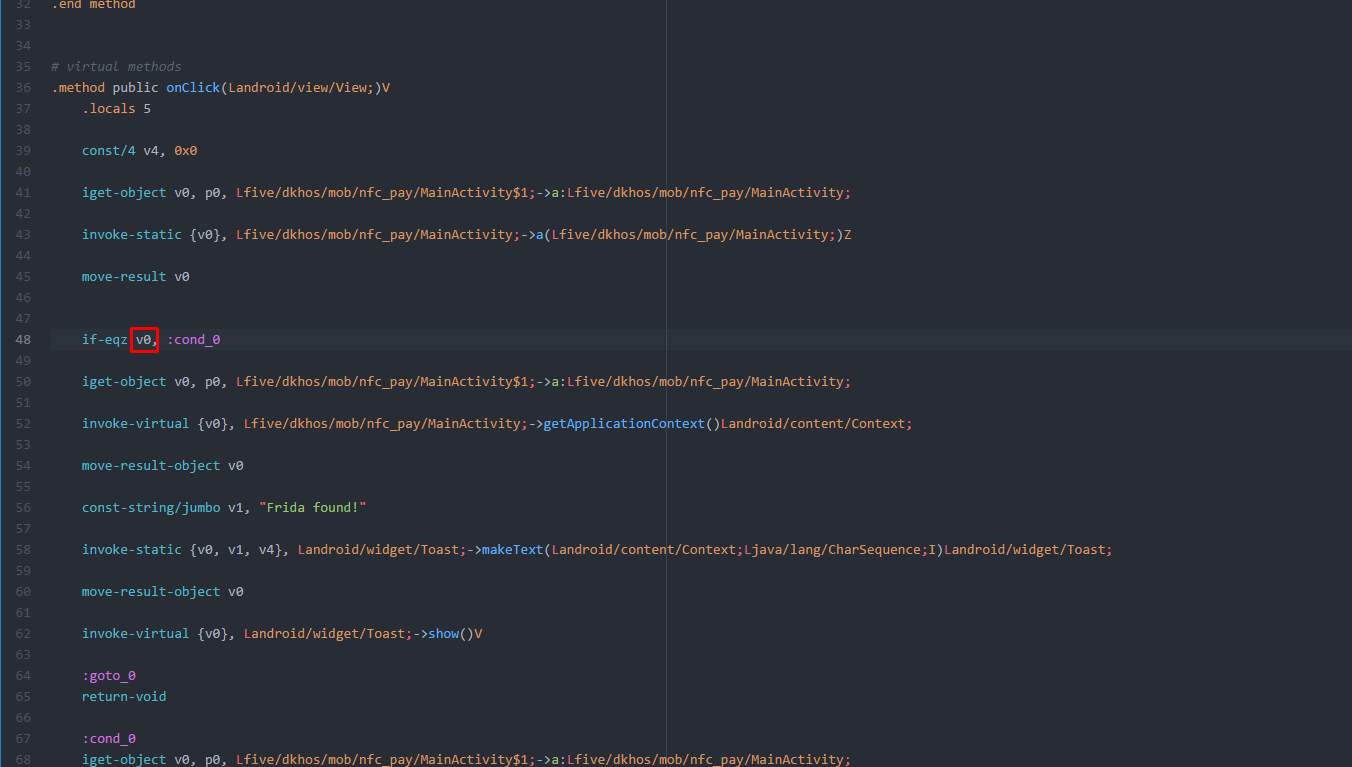 32 .end method
33
34
35 # virtual methods
36 .method public onClick(Landroid/view/View;)V
37 .locals 5
38
39 const/4 v4, 0x0
40
41 iget-object v0, p0, Lfive/dkhos/mob/nfc_pay/MainActivity$1;->a:Lfive/dkhos/mob/nfc_pay/MainActivity;
42
43 invoke-static {v0}, Lfive/dkhos/mob/nfc_pay/MainActivity;->a(Lfive/dkhos/mob/nfc_pay/MainActivity;)Z
44
45 move-result v0
46
47
48 if-eqz v0, :cond_0
49
50 iget-object v0, p0, Lfive/dkhos/mob/nfc_pay/MainActivity$1;->a:Lfive/dkhos/mob/nfc_pay/MainActivity;
51
52 invoke-virtual {v0}, Lfive/dkhos/mob/nfc_pay/MainActivity;->getApplicationContext()Landroid/content/Context;
53
54 move-result-object v0
55
56 const-string/jumbo v1, "Frida found!"
57
58 invoke-static {v0, v1, v4}, Landroid/widget/Toast;->makeText(Landroid/content/Context;Ljava/lang/CharSequence;I)Landroid/widget/Toast;
59
60 move-result-object v0
61
62 invoke-virtual {v0}, Landroid/widget/Toast;->show()V
63
64 :goto_0
65 return-void
66
67 :cond_0
68 iget-object v0, p0, Lfive/dkhos/mob/nfc_pay/MainActivity$1;->a:Lfive/dkhos/mob/nfc_pay/MainActivity;